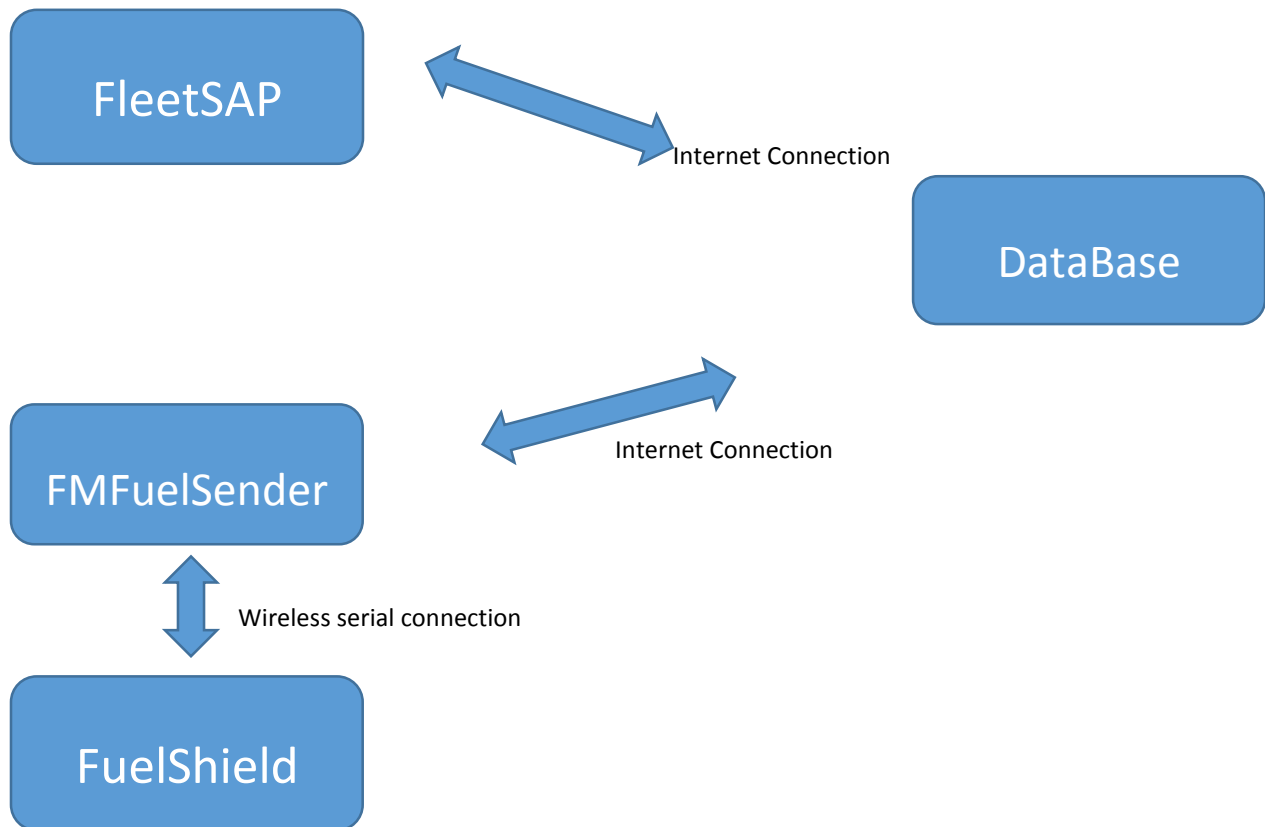 FleetSAP
Internet Connection
DataBase
Internet Connection
FMFuelSender
Wireless serial connection
FuelShield